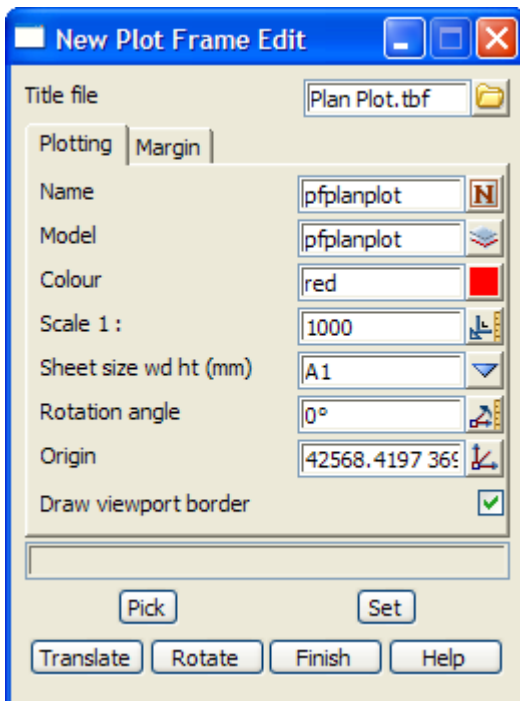 New Plot Frame Edit
Title file Plan Plot.tbf
Plotting Margin
Name pfplanplot N
Model pfplanplot
Colour red
Scale 1 : 1000
Sheet size wd ht (mm) A1
Rotation angle 0°
Origin 42568.4197 369
Draw viewport border
Pick Set
Translate Rotate Finish Help